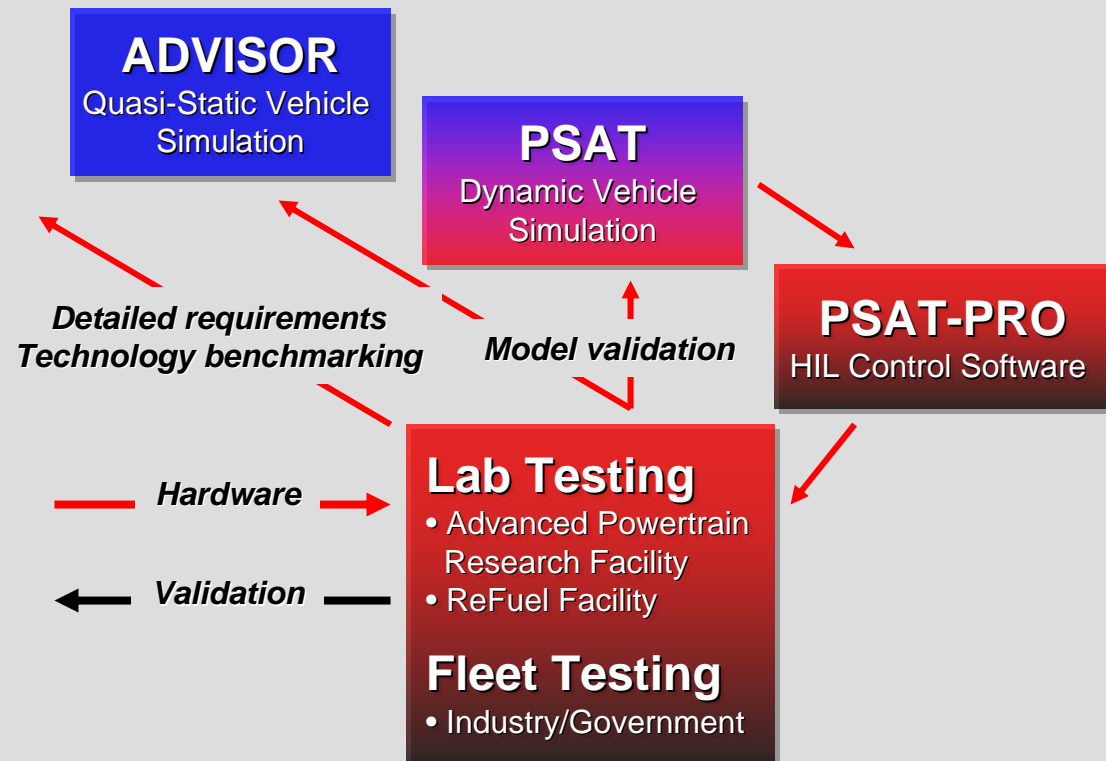 ADVISOR
Quasi-Static Vehicle
Simulation
PSAT
Dynamic Vehicle
Simulation
PSAT-PRO
HIL Control Software
Detailed requirements
Technology benchmarking
Model validation
Hardware
Validation
Lab Testing
• Advanced Powertrain
Research Facility
• ReFuel Facility
Fleet Testing
• Industry/Government